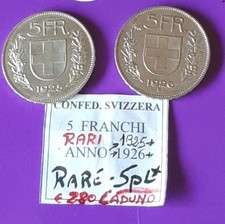 5 FR.
1925
5 FR.
1926
CONFED. SVIZZERA
5 FRANCHI
RARI 1925+
ANNO 1926+
RARE-SPL+
€ 280 CADUNO